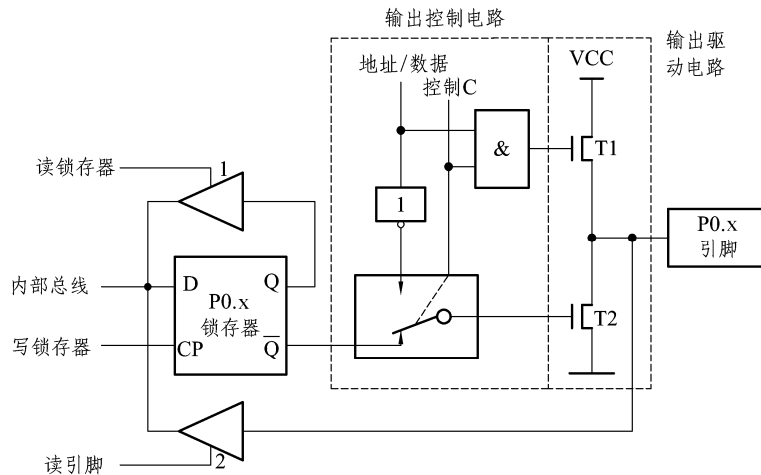 输出控制电路
输出驱
动电路
地址/数据
控制C
VCC
&
T1
读锁存器
1
1
P0.x
引脚
内部总线
D
Q
P0.x
锁存器
T2
写锁存器
CP
Q̅
2
读引脚